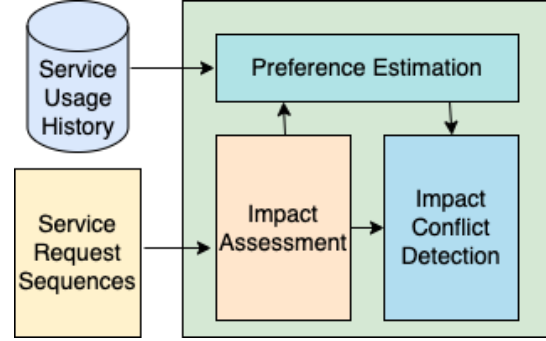 Service
Usage
History
Preference Estimation
Service
Request
Sequences
Impact
Assessment
Impact
Conflict
Detection